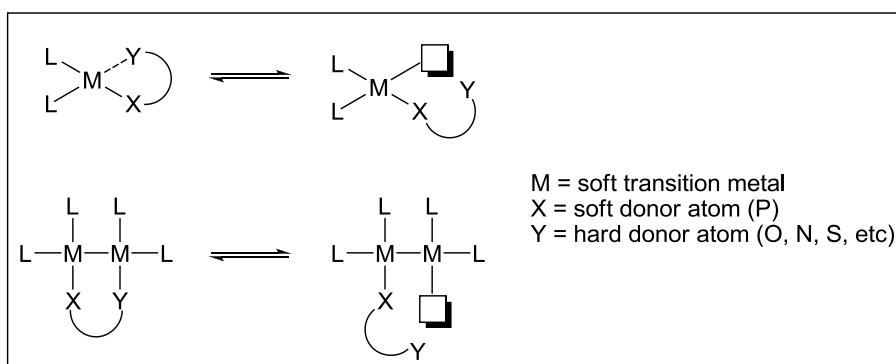 L Y
M
L X
L
M Y
L X
M = soft transition metal
X = soft donor atom (P)
Y = hard donor atom (O, N, S, etc)
L L
L M M L
X Y
L L
L M M L
X
Y